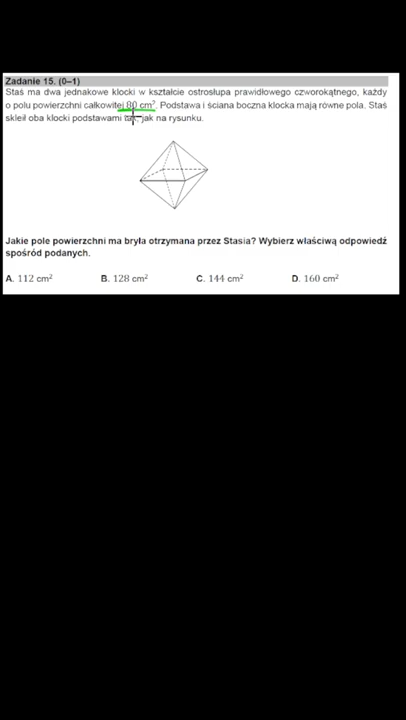 Zadanie 15. (0–1)
Staś ma dwa jednakowe klocki w kształcie ostrosłupa prawidłowego czworokątnego, każdy
o polu powierzchni całkowitej 80 cm². Podstawa i ściana boczna klocka mają równe pola. Staś
skleił oba klocki podstawami tak, jak na rysunku.
Jakie pole powierzchni ma bryła otrzymana przez Stasia? Wybierz właściwą odpowiedź
spośród podanych.
A. 112 cm² B. 128 cm² C. 144 cm² D. 160 cm²